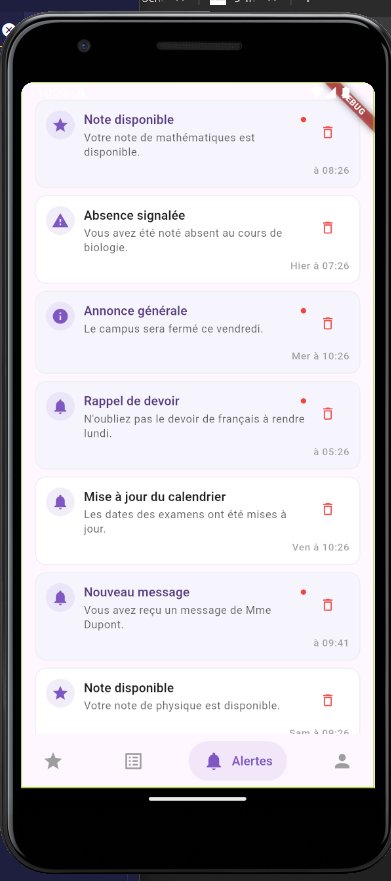 Note disponible
Votre note de mathématiques est
disponible.
à 08:26
Absence signalée
Vous avez été noté absent au cours de
biologie.
Hier à 07:26
Annonce générale
Le campus sera fermé ce vendredi.
Mer à 10:26
Rappel de devoir
N'oubliez pas le devoir de français à rendre
lundi.
à 05:26
Mise à jour du calendrier
Les dates des examens ont été mises à
jour.
Ven à 10:26
Nouveau message
Vous avez reçu un message de Mme
Dupont.
à 09:41
Note disponible
Votre note de physique est disponible.
Sam à 09:26
Alertes